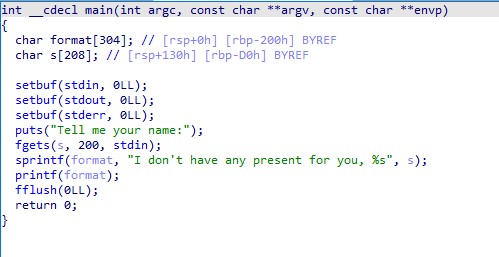 int __cdecl main(int argc, const char **argv, const char **envp)
{
char format[304]; // [rsp+0h] [rbp-200h] BYREF
char s[208]; // [rsp+130h] [rbp-D0h] BYREF
setbuf(stdin, 0LL);
setbuf(stdout, 0LL);
setbuf(stderr, 0LL);
puts("Tell me your name:");
fgets(s, 200, stdin);
sprintf(format, "I don't have any present for you, %s", s);
printf(format);
fflush(0LL);
return 0;
}